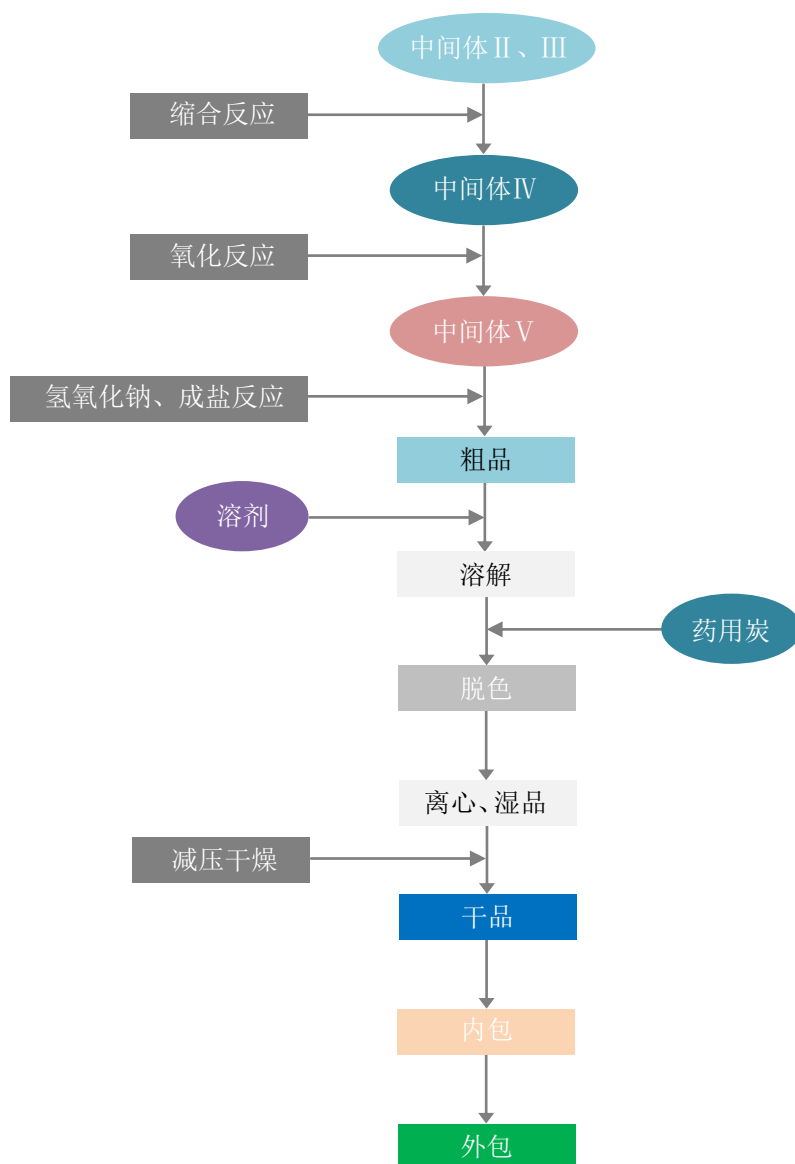 中间体Ⅱ、Ⅲ
缩合反应
中间体Ⅳ
氧化反应
中间体Ⅴ
氢氧化钠、成盐反应
粗品
溶剂
溶解
药用炭
脱色
离心、湿品
减压干燥
干品
内包
外包